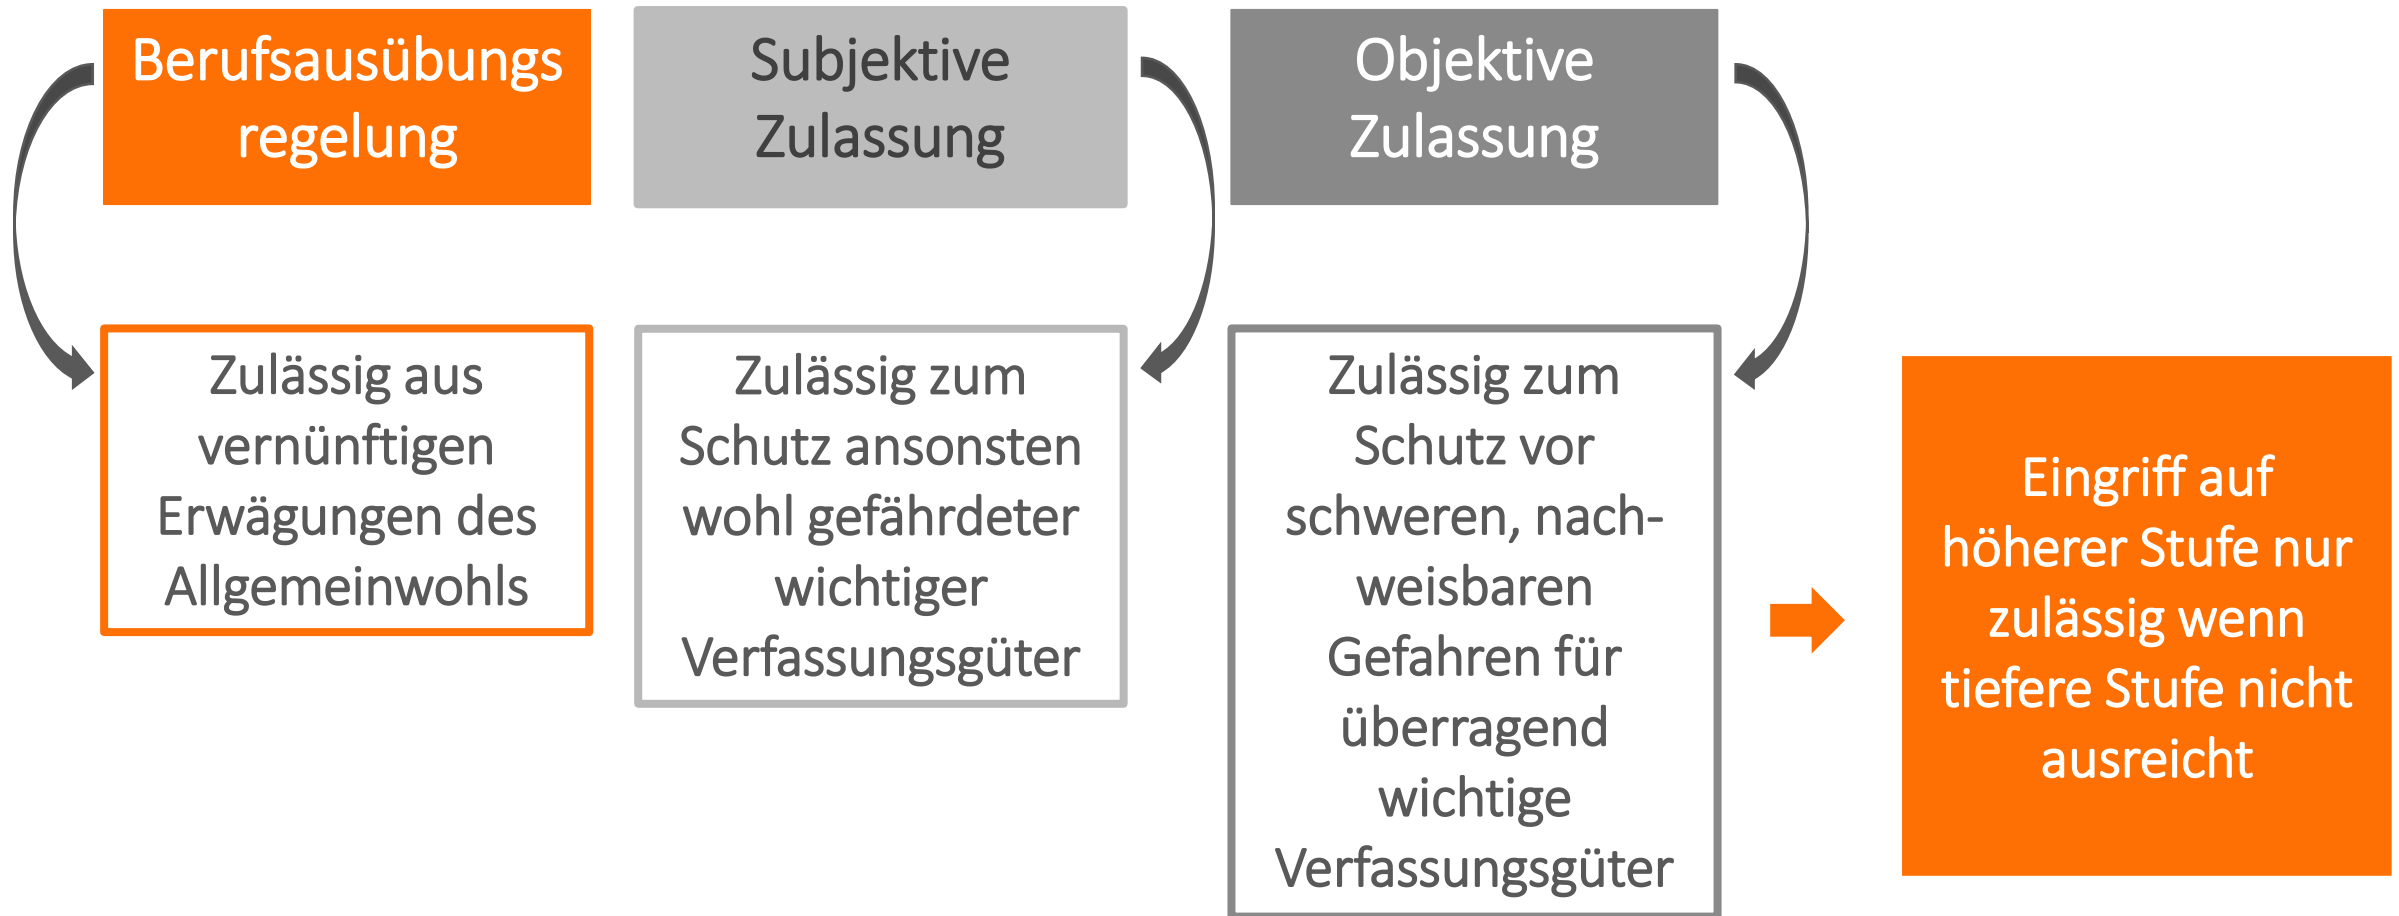 Berufsausübungs
regelung
Subjektive
Zulassung
Objektive
Zulassung
Zulässig aus
vernünftigen
Erwägungen des
Allgemeinwohls
Zulässig zum
Schutz ansonsten
wohl gefährdeter
wichtiger
Verfassungsgüter
Zulässig zum
Schutz vor
schweren, nach-
weisbaren
Gefahren für
überragend
wichtige
Verfassungsgüter
Eingriff auf
höherer Stufe nur
zulässig wenn
tiefere Stufe nicht
ausreicht